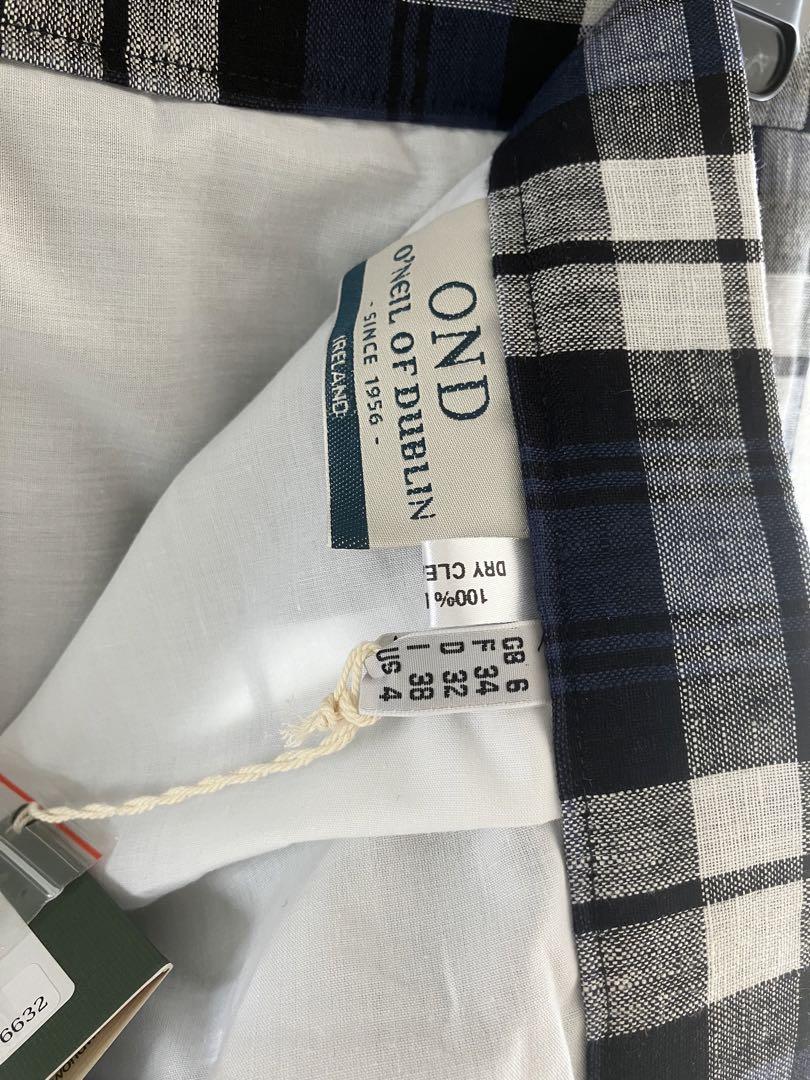 OND
O'NEIL OF DUBLIN
- SINCE 1956 -
IRELAND
100%
DRY CLE
GB 6
F 34
D 32
I 38
US 4
6632